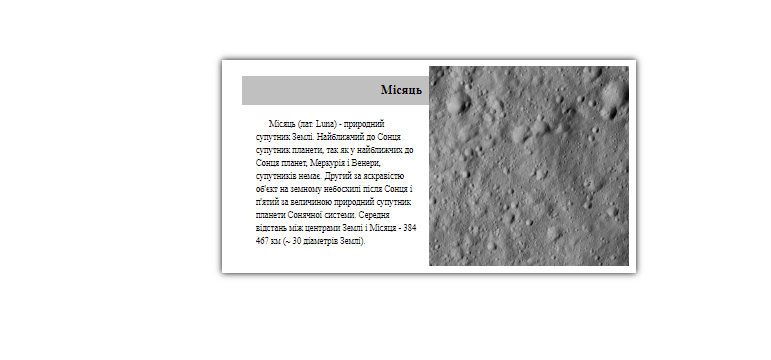 Місяць
Місяць (лат. Luna) - природний
супутник Землі. Найближчий до Сонця
супутник планети, так як у найближчих до
Сонця планет, Меркурія і Венери,
супутників немає. Другий за яскравістю
об'єкт на земному небосхилі після Сонця і
п'ятий за величиною природний супутник
планети Сонячної системи. Середня
відстань між центрами Землі і Місяця - 384
467 км (~ 30 діаметрів Землі).